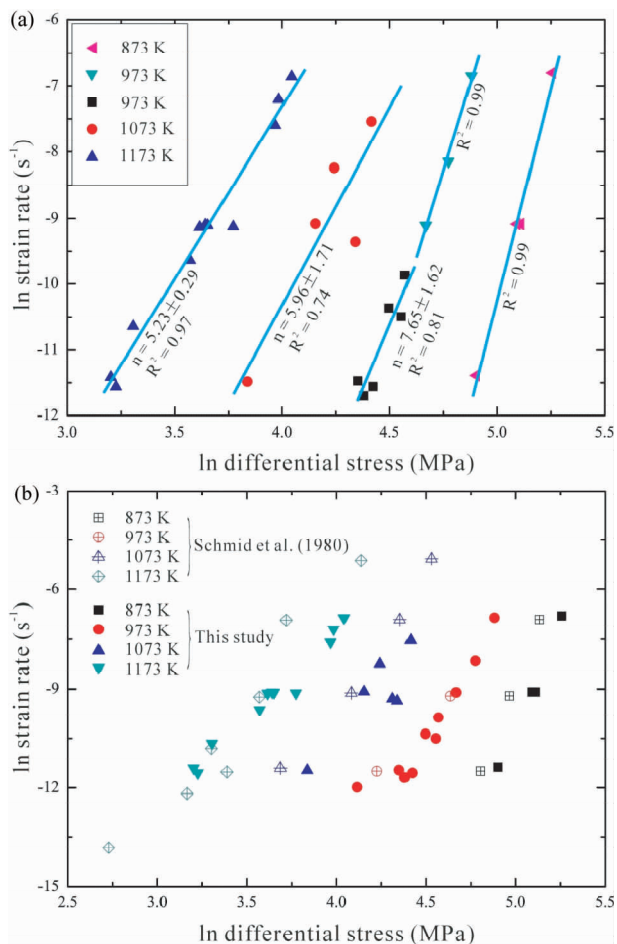 (a)
-6
-7
-8
-9
-10
-11
-12
ln strain rate (s⁻¹)
873 K
973 K
973 K
1073 K
1173 K
n = 5.23±0.29
R² = 0.97
n = 5.96±1.71
R² = 0.74
n = 7.65±1.62
R² = 0.81
R² = 0.99
R² = 0.99
3.0 3.5 4.0 4.5 5.0 5.5
ln differential stress (MPa)
(b)
-3
-6
-9
-12
-15
ln strain rate (s⁻¹)
873 K
973 K
1073 K
1173 K
Schmid et al. (1980)
873 K
973 K
1073 K
1173 K
This study
2.5 3.0 3.5 4.0 4.5 5.0 5.5
ln differential stress (MPa)